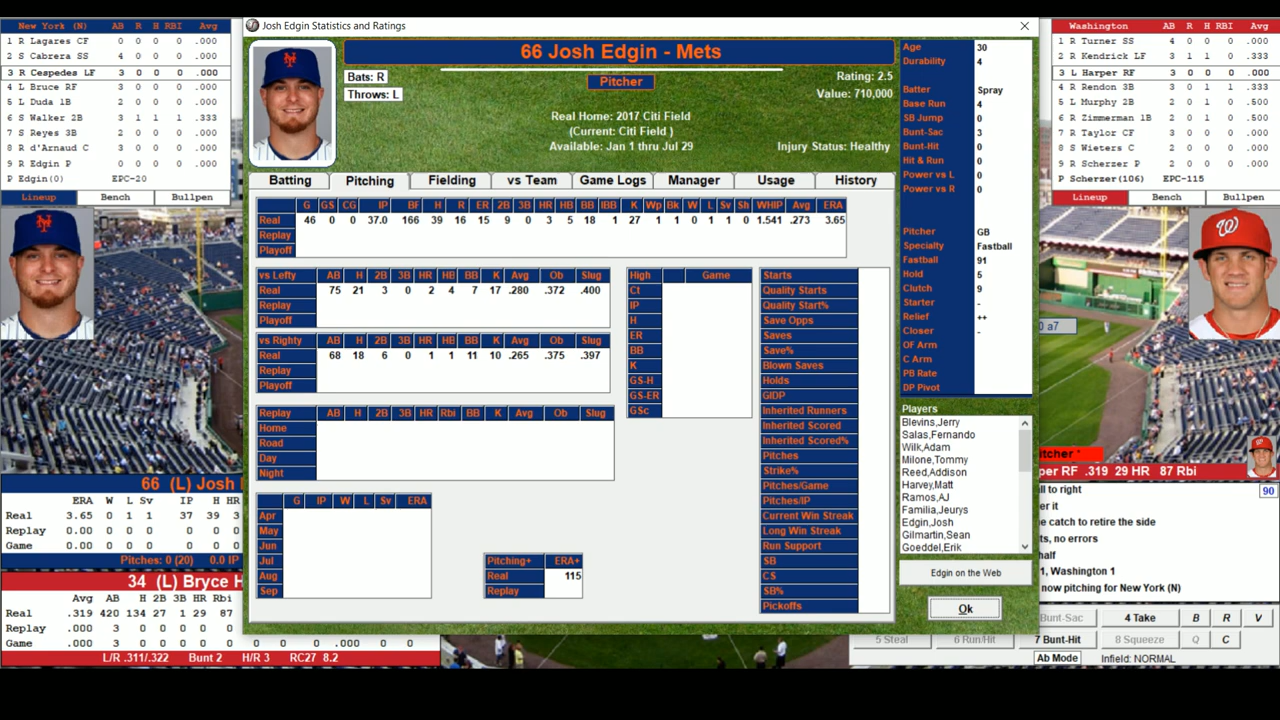 New York (N) AB R H RBI Avg
1 R Lagares CF 0 0 0 0 .000
2 S Cabrera SS 4 0 0 0 .000
3 R Cespedes LF 3 0 0 0 .000
4 L Bruce RF 3 0 0 0 .000
5 L Duda 1B 2 0 0 0 .000
6 S Walker 2B 3 1 1 1 .333
7 S Reyes 3B 2 0 0 0 .000
8 R d'Arnaud C 3 0 0 0 .000
9 R Edgin P 0 0 0 0 .000
P Edgin(0) EPC-20
Lineup Bench Bullpen
Josh Edgin Statistics and Ratings
66 Josh Edgin - Mets
Bats: R
Throws: L
Pitcher
Rating: 2.5
Value: 710,000
Real Home: 2017 Citi Field
(Current: Citi Field )
Available: Jan 1 thru Jul 29
Injury Status: Healthy
Batting Pitching Fielding vs Team Game Logs Manager Usage History
G GS CG IP BF H R ER 2B 3B HR HB BB IBB K Wp Bk W L Sv Sh WHIP Avg ERA
Real 46 0 0 37.0 166 39 16 15 9 0 3 5 18 1 27 1 1 0 1 1 0 1.541 .273 3.65
Replay
Playoff
vs Lefty AB H 2B 3B HR HB BB K Avg Ob Slug
Real 75 21 3 0 2 4 7 17 .280 .372 .400
Replay
Playoff
vs Righty AB H 2B 3B HR HB BB K Avg Ob Slug
Real 68 18 6 0 1 1 11 10 .265 .375 .397
Replay
Playoff
Replay AB H 2B 3B HR Rbi BB K Avg Ob Slug
Home
Road
Day
Night
G IP W L Sv ERA
Apr
May
Jun
Jul
Aug
Sep
Pitching+ ERA+
Real 115
Replay
High Game
Ct
IP
H
ER
BB
K
GS-H
GS-ER
GSc
Starts
Quality Starts
Quality Start%
Save Opps
Saves
Save%
Blown Saves
Holds
GIDP
Inherited Runners
Inherited Scored
Inherited Scored%
Pitches
Strike%
Pitches/Game
Pitches/IP
Current Win Streak
Long Win Streak
Run Support
SB
CS
SB%
Pickoffs
Age 30
Durability 4
Batter Spray
Base Run 4
SB Jump 0
Bunt-Sac 3
Bunt-Hit 0
Hit & Run 0
Power vs L 0
Power vs R 0
Pitcher GB
Specialty Fastball
Fastball 91
Hold 5
Clutch 9
Starter -
Relief ++
Closer -
OF Arm
C Arm
PB Rate
DP Pivot
Players
Blevins,Jerry
Salas,Fernando
Wilk,Adam
Milone,Tommy
Reed,Addison
Harvey,Matt
Ramos,AJ
Familia,Jeurys
Edgin,Josh
Gilmartin,Sean
Goeddel,Erik
Edgin on the Web
Ok
Washington AB R H RBI Avg
1 R Turner SS 4 0 0 0 .000
2 R Kendrick LF 3 1 1 0 .333
3 L Harper RF 3 0 0 0 .000
4 R Rendon 3B 3 0 1 1 .333
5 L Murphy 2B 2 0 1 0 .500
6 R Zimmerman 1B 2 0 1 0 .500
7 R Taylor CF 3 0 0 0 .000
8 S Wieters C 2 0 0 0 .000
9 R Scherzer P 2 0 0 0 .000
P Scherzer(106) EPC-115
Lineup Bench Bullpen
0 a7
itcher *
per RF .319 29 HR 87 Rbi
all to right
er it
he catch to retire the side
ts, no errors
half
1, Washington 1
now pitching for New York (N)
90
66 (L) Josh
ERA W L Sv IP H HR
Real 3.65 0 1 1 37 39 3
Replay 0.00 0 0 0 0 0 0
Game 0.00 0 0 0 0 0 0
Pitches: 0 (20) 0.0 IP
34 (L) Bryce H
Avg AB H 2B 3B HR Rbi
Real .319 420 134 27 1 29 87
Replay .000 3 0 0 0 0 0
Game .000 3 0 0 0 0 0
L/R .311/.322 Bunt 2 H/R 3 RC27 8.2
Bunt-Sac 4 Take B R V
5 Steal 6 Run/Hit 7 Bunt-Hit 8 Squeeze Q C
Ab Mode Infield: NORMAL